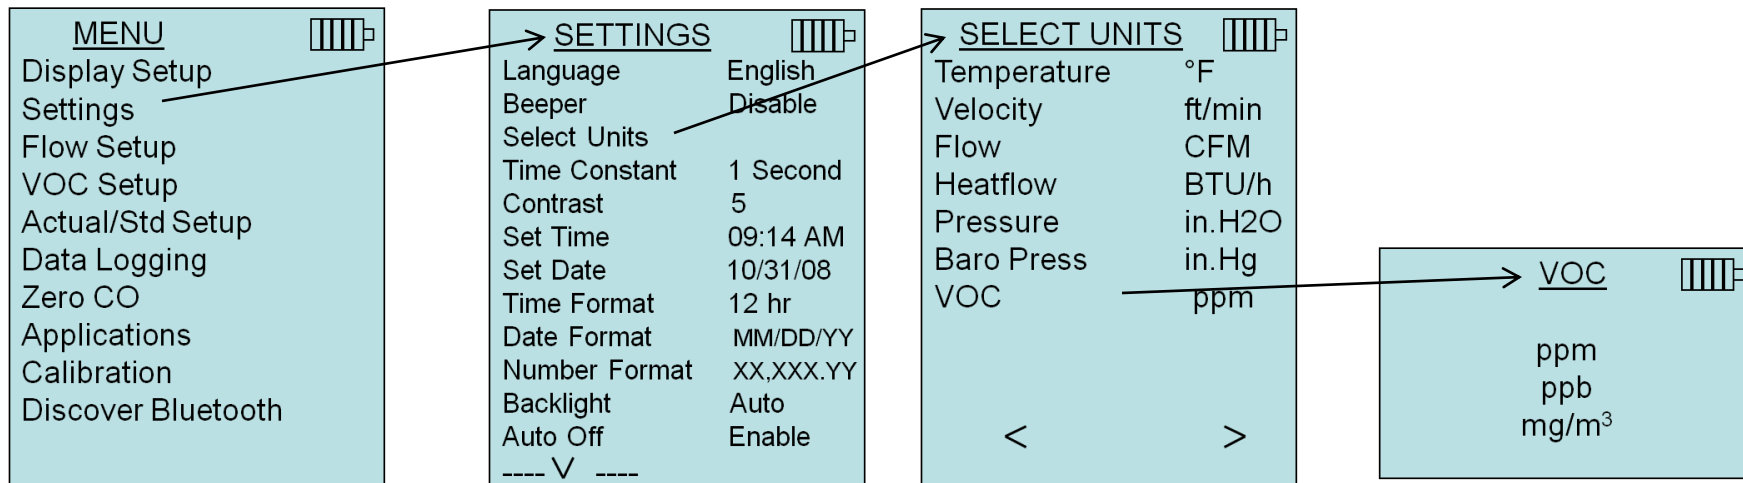 MENU
Display Setup
Settings
Flow Setup
VOC Setup
Actual/Std Setup
Data Logging
Zero CO
Applications
Calibration
Discover Bluetooth
SETTINGS
Language English
Beeper Disable
Select Units
Time Constant 1 Second
Contrast 5
Set Time 09:14 AM
Set Date 10/31/08
Time Format 12 hr
Date Format MM/DD/YY
Number Format XX,XXX.YY
Backlight Auto
Auto Off Enable
---- V ----
SELECT UNITS
Temperature °F
Velocity ft/min
Flow CFM
Heatflow BTU/h
Pressure in.H2O
Baro Press in.Hg
VOC ppm
< >
VOC
ppm
ppb
mg/m³